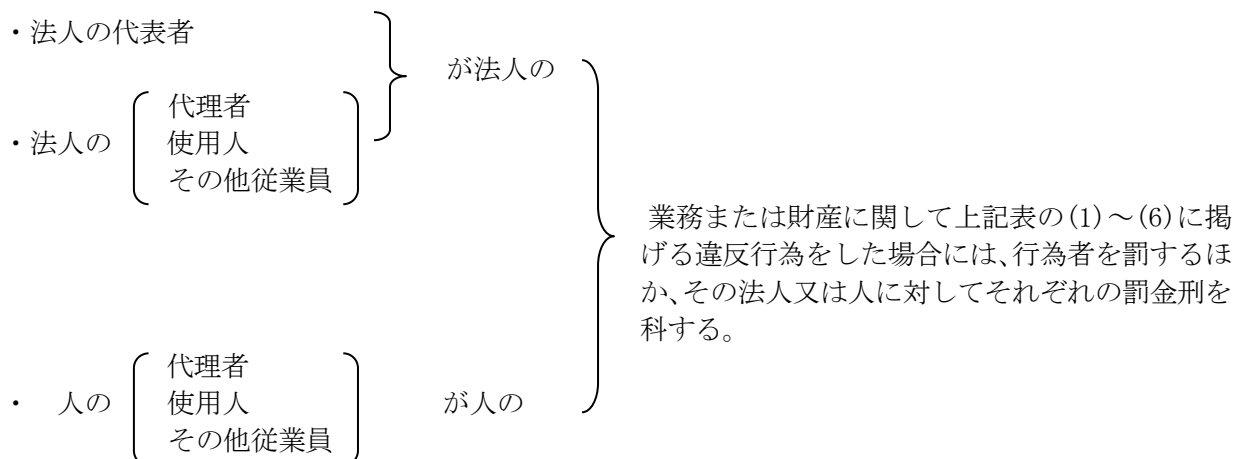 ・法人の代表者
が法人の
代理者
・法人の 使用人
その他従業員
業務または財産に関して上記表の(1)～(6)に掲
げる違反行為をした場合には、行為者を罰するほ
か、その法人又は人に対してそれぞれの罰金刑を
科する。
代理者
・ 人の 使用人 が人の
その他従業員